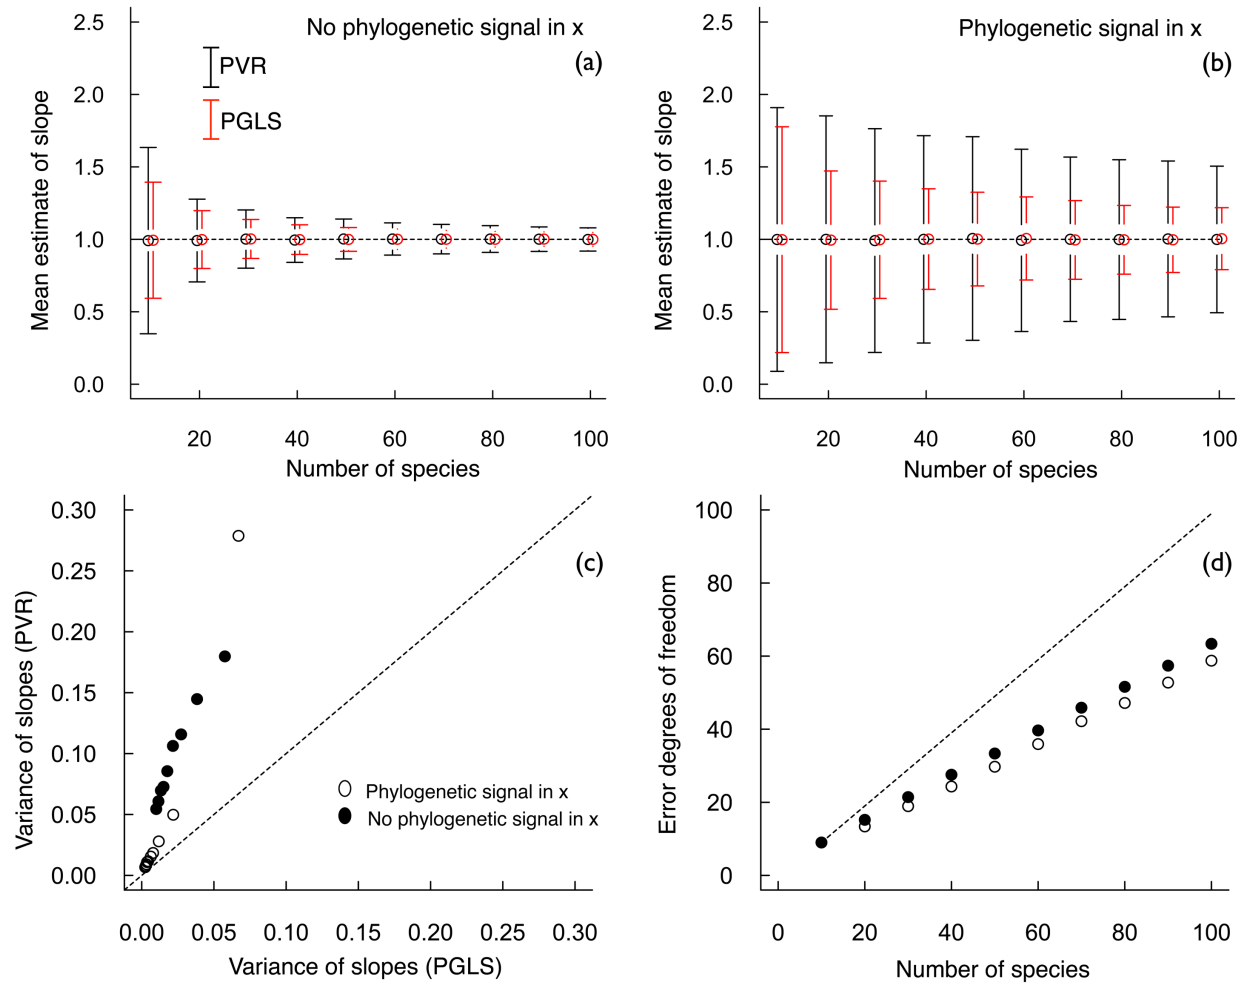 No phylogenetic signal in x
(a)
PVR
PGLS
Mean estimate of slope
2.5
2.0
1.5
1.0
0.5
0.0
20 40 60 80 100
Number of species
Phylogenetic signal in x
(b)
Mean estimate of slope
2.5
2.0
1.5
1.0
0.5
0.0
20 40 60 80 100
Number of species
(c)
Variance of slopes (PVR)
0.30
0.25
0.20
0.15
0.10
0.05
0.00
Phylogenetic signal in x
No phylogenetic signal in x
0.00 0.05 0.10 0.15 0.20 0.25 0.30
Variance of slopes (PGLS)
(d)
Error degrees of freedom
100
80
60
40
20
0
0 20 40 60 80 100
Number of species